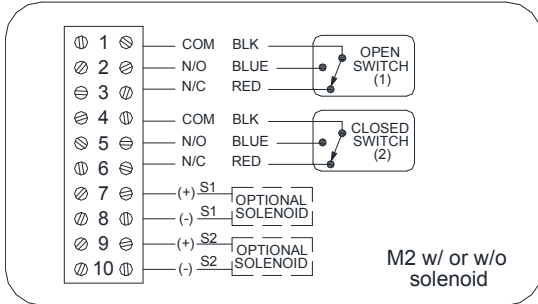 1 COM BLK
2 N/O BLUE
3 N/C RED
OPEN
SWITCH
(1)
4 COM BLK
5 N/O BLUE
6 N/C RED
CLOSED
SWITCH
(2)
7 (+) S1
8 (-) S1
OPTIONAL
SOLENOID
9 (+) S2
10 (-) S2
OPTIONAL
SOLENOID
M2 w/ or w/o
solenoid